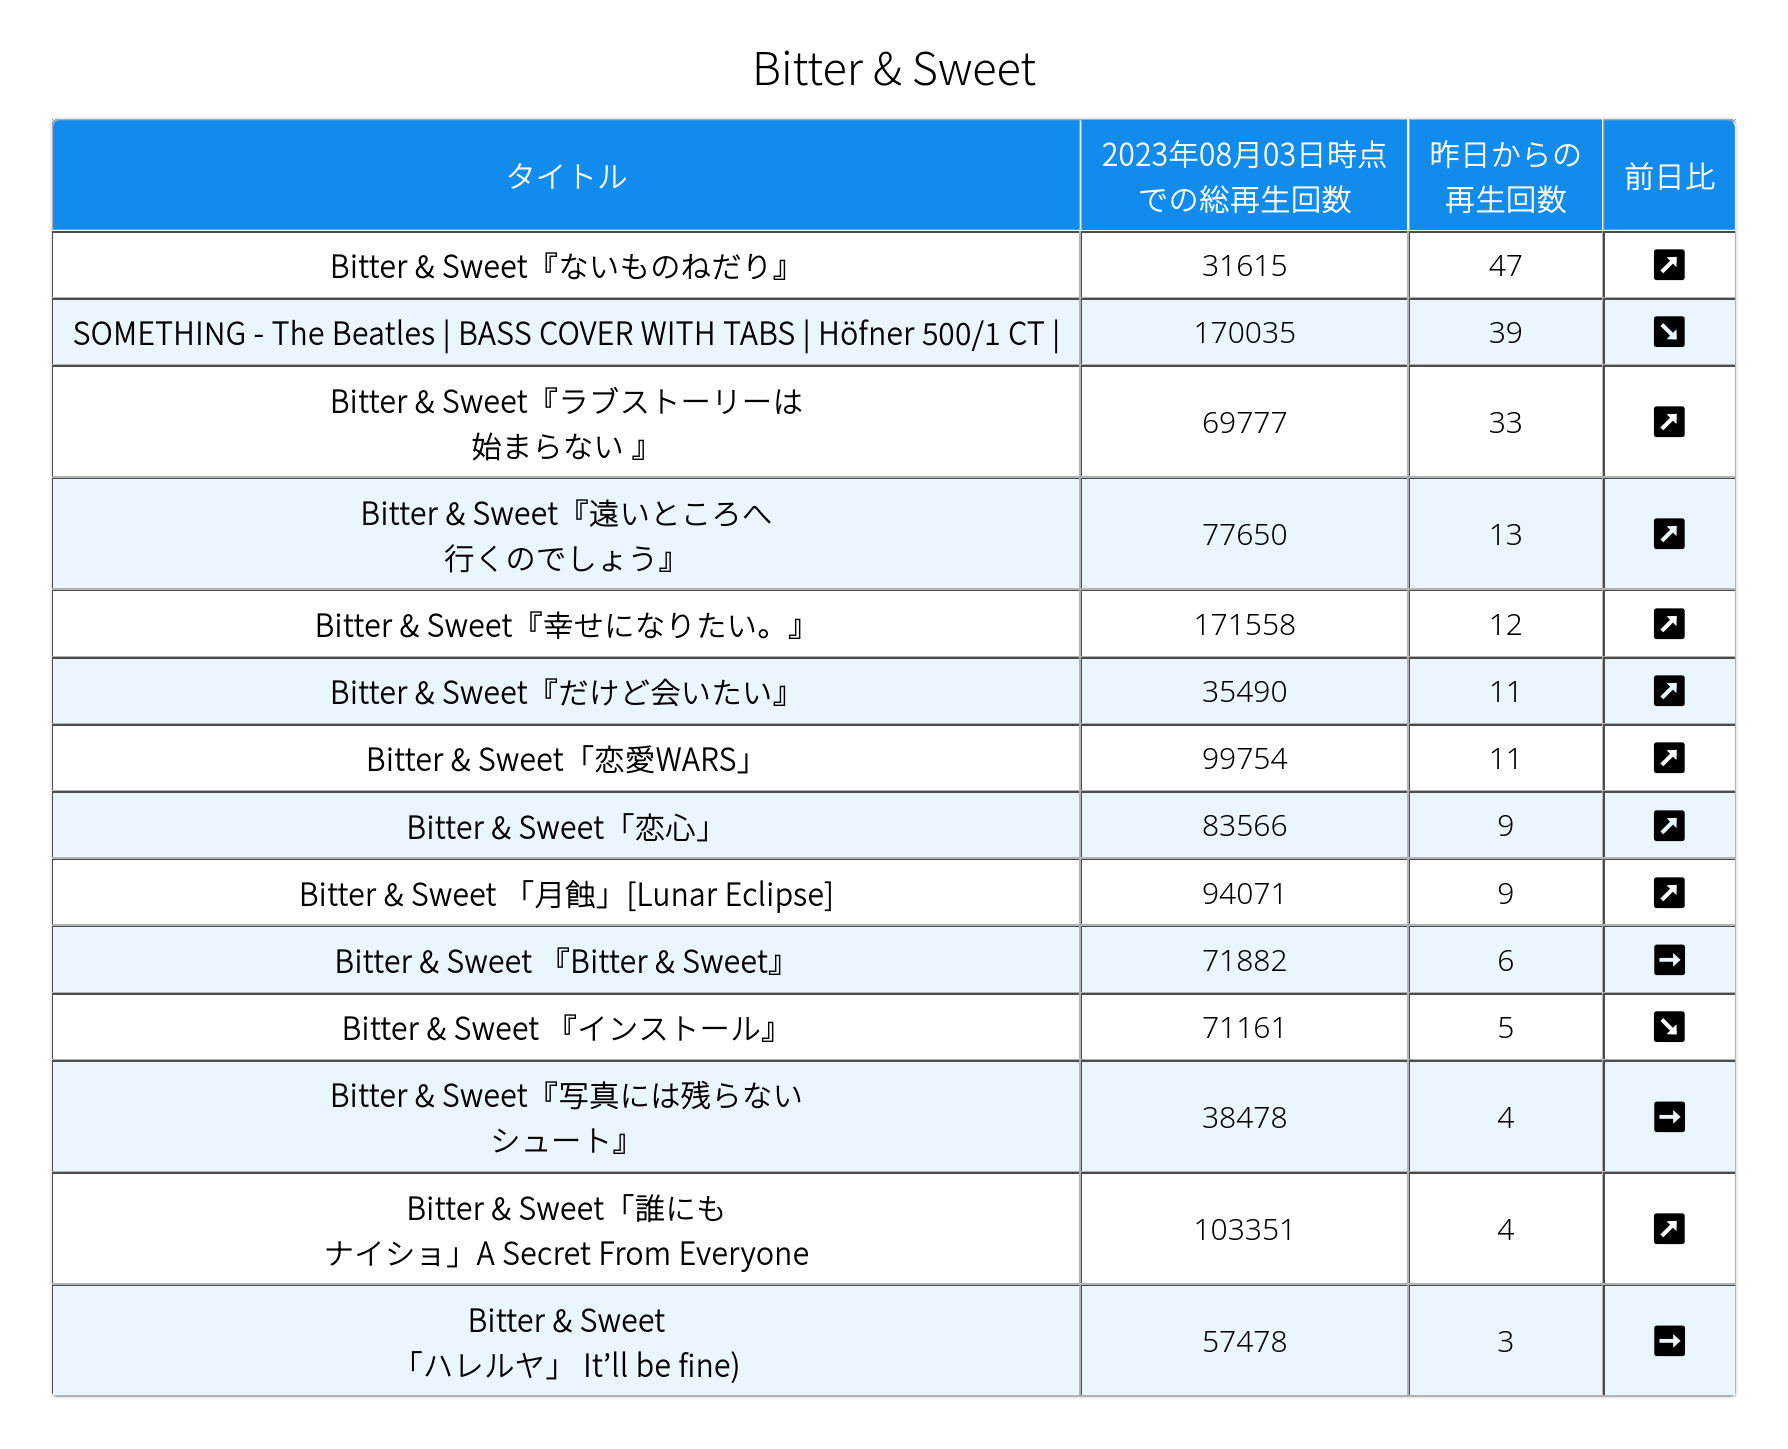 Bitter & Sweet
タイトル
2023年08月03日時点
での総再生回数
昨日からの
再生回数
前日比
Bitter & Sweet『ないものねだり』
31615
47
SOMETHING - The Beatles | BASS COVER WITH TABS | Höfner 500/1 CT |
170035
39
Bitter & Sweet『ラブストーリーは
始まらない 』
69777
33
Bitter & Sweet『遠いところへ
行くのでしょう』
77650
13
Bitter & Sweet『幸せになりたい。』
171558
12
Bitter & Sweet『だけど会いたい』
35490
11
Bitter & Sweet「恋愛WARS」
99754
11
Bitter & Sweet「恋心」
83566
9
Bitter & Sweet 「月蝕」[Lunar Eclipse]
94071
9
Bitter & Sweet 『Bitter & Sweet』
71882
6
Bitter & Sweet 『インストール』
71161
5
Bitter & Sweet『写真には残らない
シュート』
38478
4
Bitter & Sweet「誰にも
ナイショ」A Secret From Everyone
103351
4
Bitter & Sweet
「ハレルヤ」 It’ll be fine)
57478
3